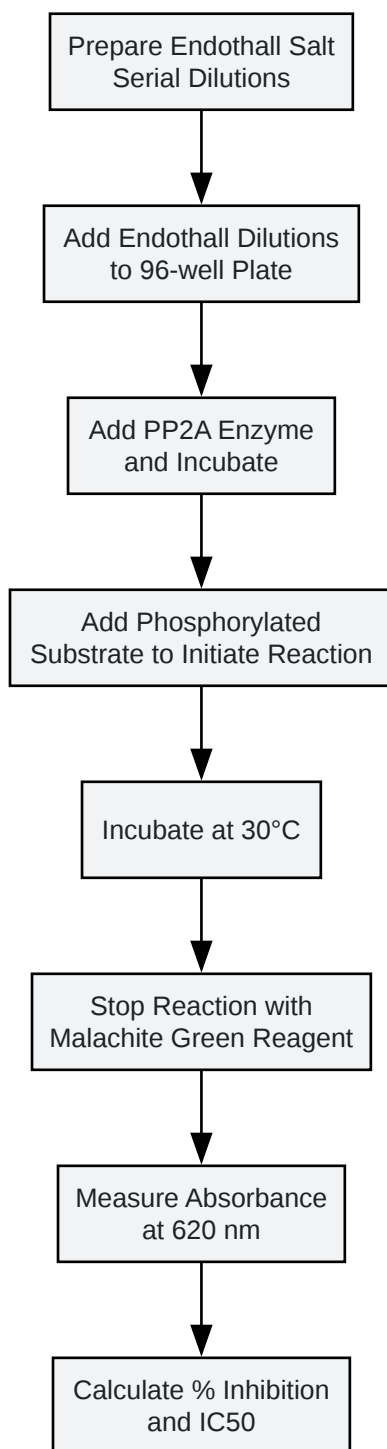 Prepare Endothall Salt
Serial Dilutions
Add Endothall Dilutions
to 96-well Plate
Add PP2A Enzyme
and Incubate
Add Phosphorylated
Substrate to Initiate Reaction
Incubate at 30°C
Stop Reaction with
Malachite Green Reagent
Measure Absorbance
at 620 nm
Calculate % Inhibition
and IC50